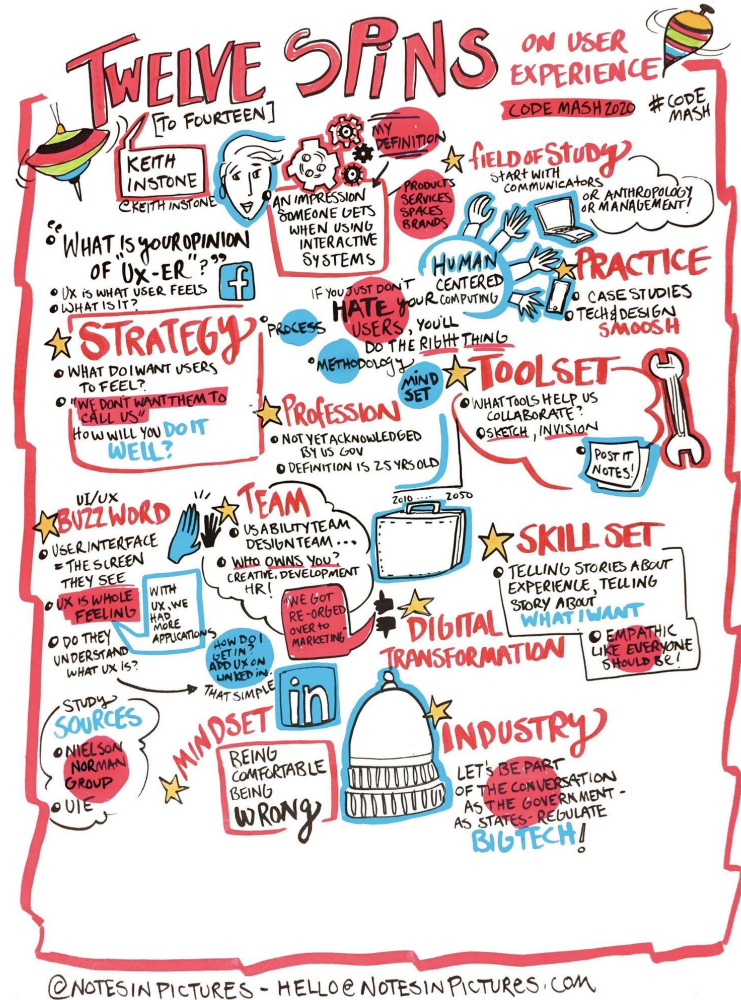 TWELVE SPINS
[TO FOURTEEN]
ON USER
EXPERIENCE
CODE MASH 2020
#CODE
MASH
KEITH
INSTONE
@KEITHINSTONE
MY
DEFINITION
AN IMPRESSION
SOMEONE GETS
WHEN USING
INTERACTIVE
SYSTEMS
PRODUCTS
SERVICES
SPACES
BRANDS
FIELD OF STUDY
START WITH
COMMUNICATORS
OR ANTHROPOLOGY
OR MANAGEMENT!
"WHAT IS YOUR OPINION
OF "UX-ER"?"
UX IS WHAT USER FEELS
WHAT IS IT?
f
HUMAN
CENTERED
COMPUTING
PRACTICE
CASE STUDIES
TECH & DESIGN
SMOOSH
IF YOU JUST DON'T
HATE YOUR
USERS, YOU'LL
DO THE RIGHT THING
STRATEGY
WHAT DO I WANT USERS
TO FEEL?
"WE DON'T WANT THEM TO
CALL US"
HOW WILL YOU DO IT
WELL?
PROCESS
METHODOLOGY
MIND
SET
TOOLSET
WHAT TOOLS HELP US
COLLABORATE?
SKETCH, INVISION
POST IT
NOTES!
PROFESSION
NOT YET ACKNOWLEDGED
BY US GOV
DEFINITION IS 25 YRS OLD
2010 .... 2050
UI/UX
BUZZWORD
USER INTERFACE
= THE SCREEN
THEY SEE
UX IS WHOLE
FEELING
DO THEY
UNDERSTAND
WHAT UX IS?
WITH
UX, WE
HAD
MORE
APPLICATIONS
TEAM
USABILITY TEAM
DESIGN TEAM...
WHO OWNS YOU?
CREATIVE, DEVELOPMENT
HR!
"WE GOT
RE-ORGED
OVER TO
MARKETING"
HOW DO I
GET IN?
ADD UX ON
LINKED IN.
THAT SIMPLE
in
SKILL SET
TELLING STORIES ABOUT
EXPERIENCE, TELLING
STORY ABOUT
WHAT I WANT
EMPATHIC
LIKE EVERYONE
SHOULD BE!
DIGITAL
TRANSFORMATION
STUDY
SOURCES
NIELSON
NORMAN
GROUP
UIE
MINDSET
BEING
COMFORTABLE
BEING
WRONG
INDUSTRY
LET'S BE PART
OF THE CONVERSATION
AS THE GOVERNMENT -
AS STATES - REGULATE
BIG TECH!
@NOTESINPICTURES - HELLO@NOTESINPICTURES.COM